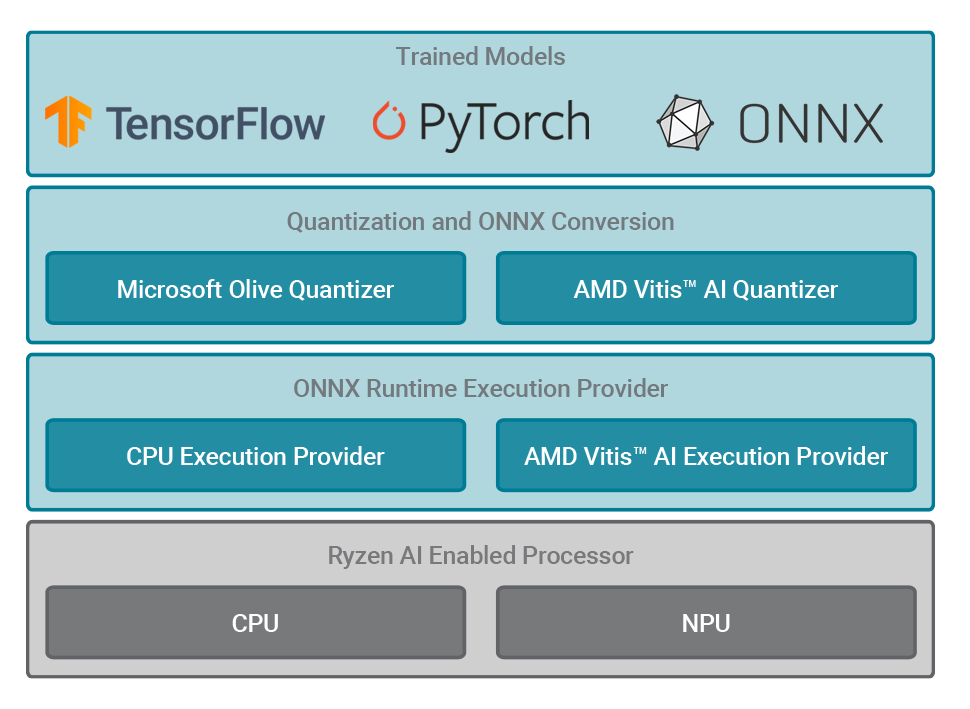 Trained Models
TensorFlow PyTorch ONNX
Quantization and ONNX Conversion
Microsoft Olive Quantizer AMD Vitis™ AI Quantizer
ONNX Runtime Execution Provider
CPU Execution Provider AMD Vitis™ AI Execution Provider
Ryzen AI Enabled Processor
CPU NPU